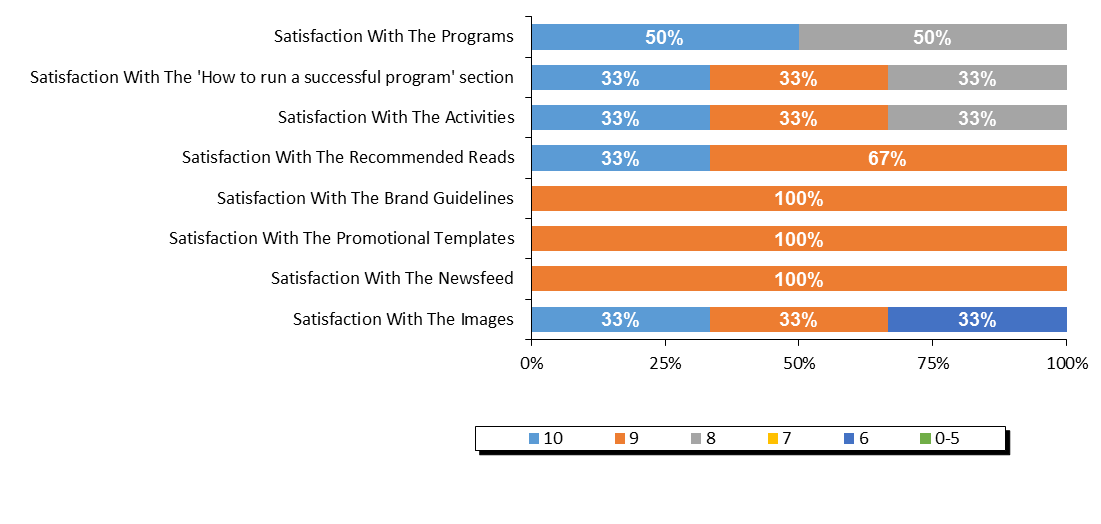 Satisfaction With The Programs 50% 50%
Satisfaction With The 'How to run a successful program' section 33% 33% 33%
Satisfaction With The Activities 33% 33% 33%
Satisfaction With The Recommended Reads 33% 67%
Satisfaction With The Brand Guidelines 100%
Satisfaction With The Promotional Templates 100%
Satisfaction With The Newsfeed 100%
Satisfaction With The Images 33% 33% 33%
0% 25% 50% 75% 100%
10 9 8 7 6 0-5